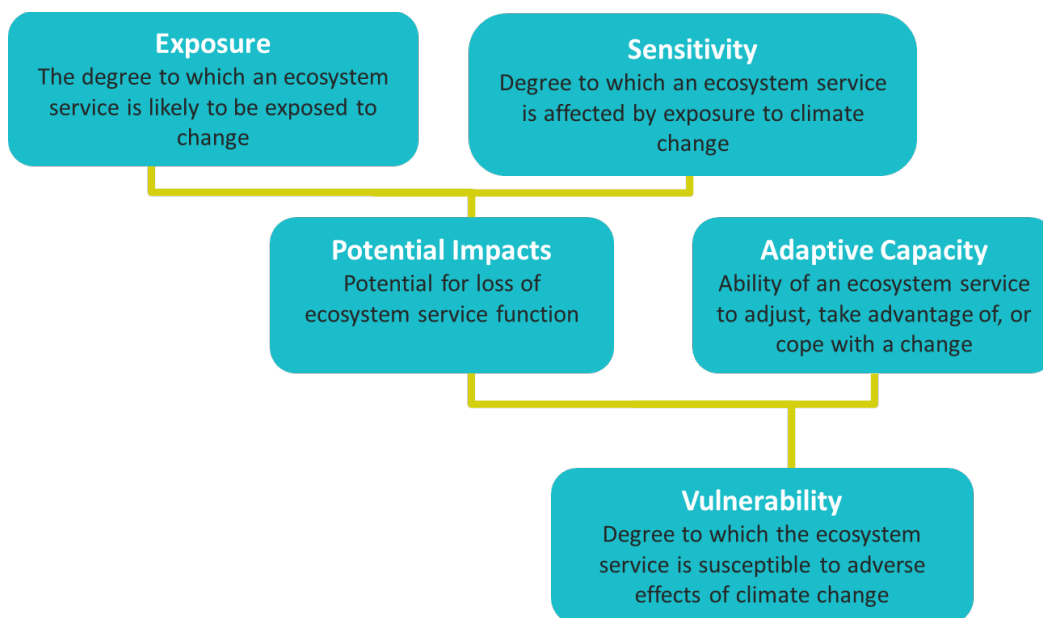 Exposure
The degree to which an ecosystem
service is likely to be exposed to
change
Sensitivity
Degree to which an ecosystem service
is affected by exposure to climate
change
Potential Impacts
Potential for loss of
ecosystem service function
Adaptive Capacity
Ability of an ecosystem service
to adjust, take advantage of, or
cope with a change
Vulnerability
Degree to which the ecosystem
service is susceptible to adverse
effects of climate change